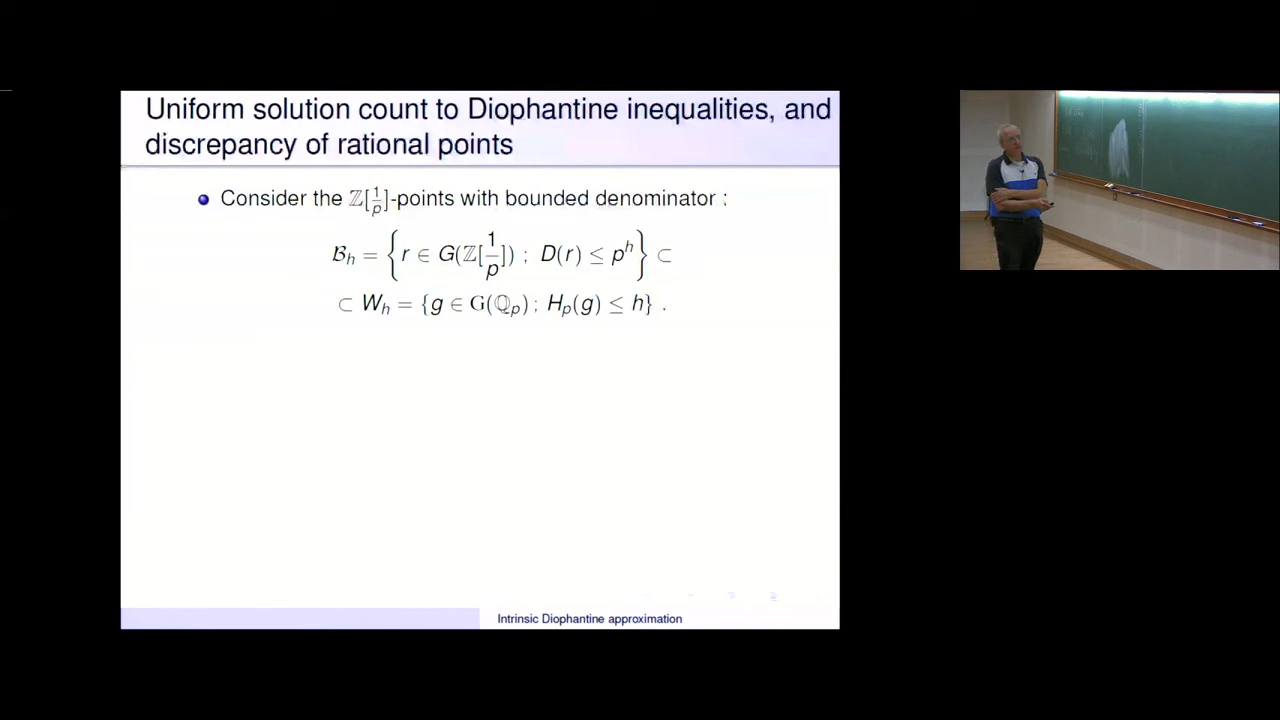 Uniform solution count to Diophantine inequalities, and
discrepancy of rational points
Consider the ℤ[1/p]-points with bounded denominator :
𝓑_h = { r ∈ G(ℤ[1/p]) ; D(r) ≤ p^h } ⊂
⊂ W_h = {g ∈ G(ℚ_p) ; H_p(g) ≤ h} .
Intrinsic Diophantine approximation